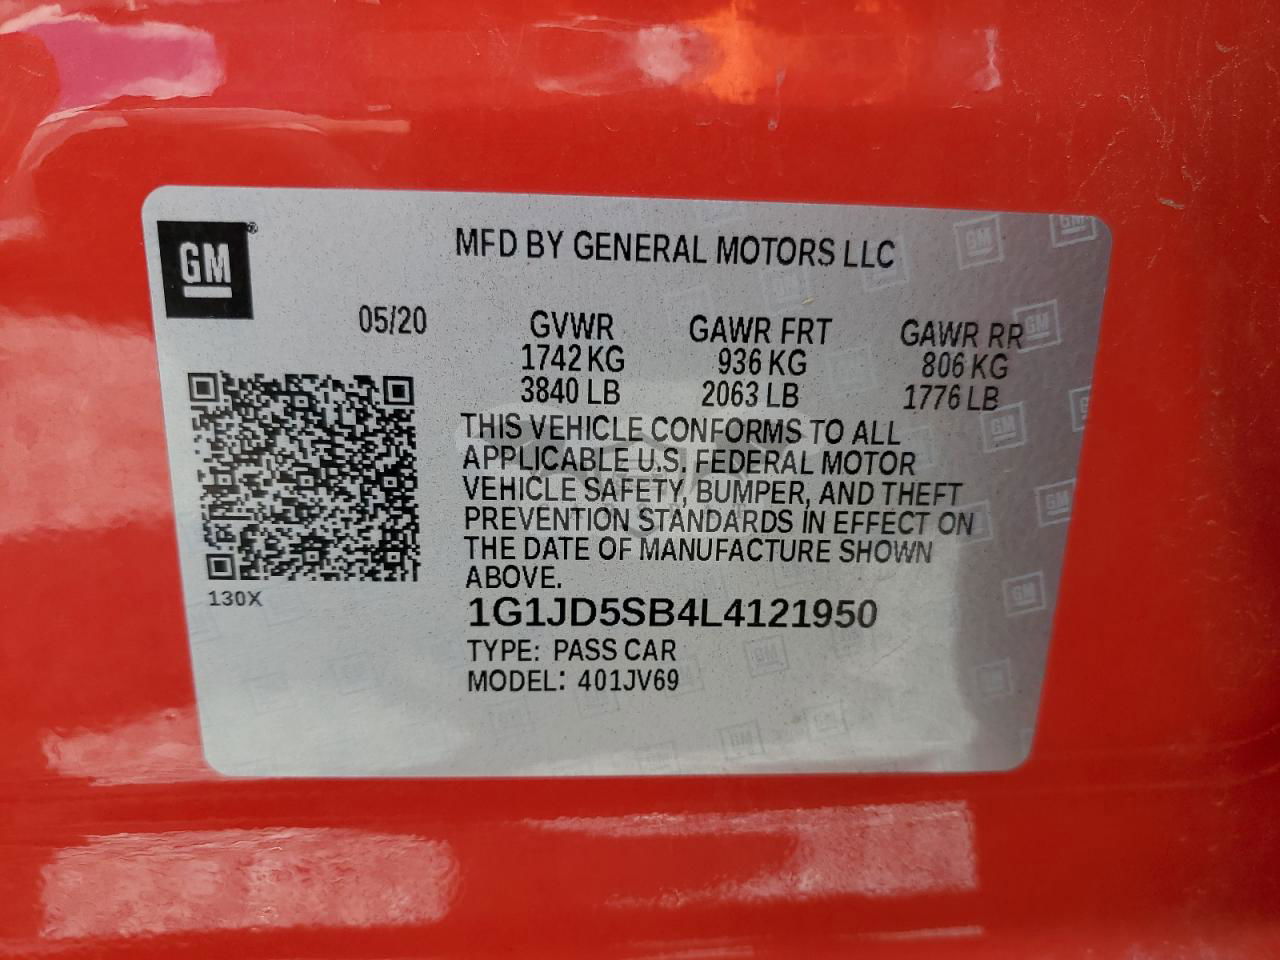 GM®
MFD BY GENERAL MOTORS LLC
05/20
GVWR GAWR FRT GAWR RR
1742 KG 936 KG 806 KG
3840 LB 2063 LB 1776 LB
THIS VEHICLE CONFORMS TO ALL
APPLICABLE U.S. FEDERAL MOTOR
VEHICLE SAFETY, BUMPER, AND THEFT
PREVENTION STANDARDS IN EFFECT ON
THE DATE OF MANUFACTURE SHOWN
ABOVE.
130X
1G1JD5SB4L4121950
TYPE: PASS CAR
MODEL: 401JV69